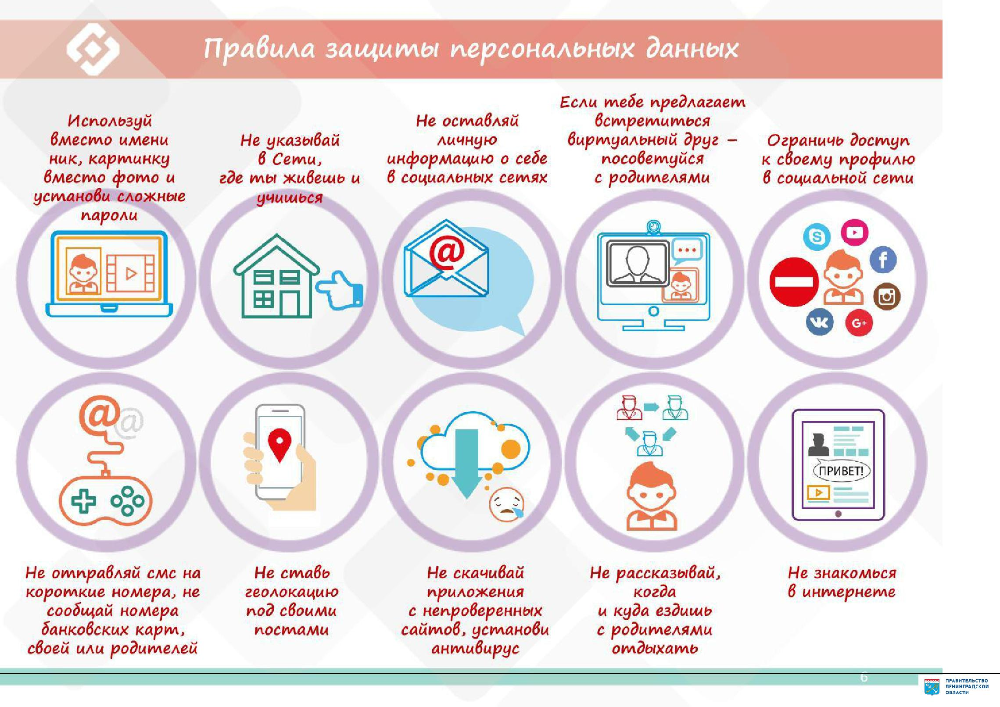 Правила защиты персональных данных
Используй
вместо имени
ник, картинку
вместо фото и
установи сложные
пароли
Не указывай
в Сети,
где ты живешь и
учишься
Не оставляй
личную
информацию о себе
в социальных сетях
Если тебе предлагает
встретиться
виртуальный друг –
посоветуйся
с родителями
Ограничь доступ
к своему профилю
в социальной сети
@
S
f
VK
G+
@
@
ПРИВЕТ!
Не отправляй смс на
короткие номера, не
сообщай номера
банковских карт,
своей или родителей
Не ставь
геолокацию
под своими
постами
Не скачивай
приложения
с непроверенных
сайтов, установи
антивирус
Не рассказывай,
когда
и куда ездишь
с родителями
отдыхать
Не знакомься
в интернете
6
ПРАВИТЕЛЬСТВО
ЛЕНИНГРАДСКОЙ
ОБЛАСТИ